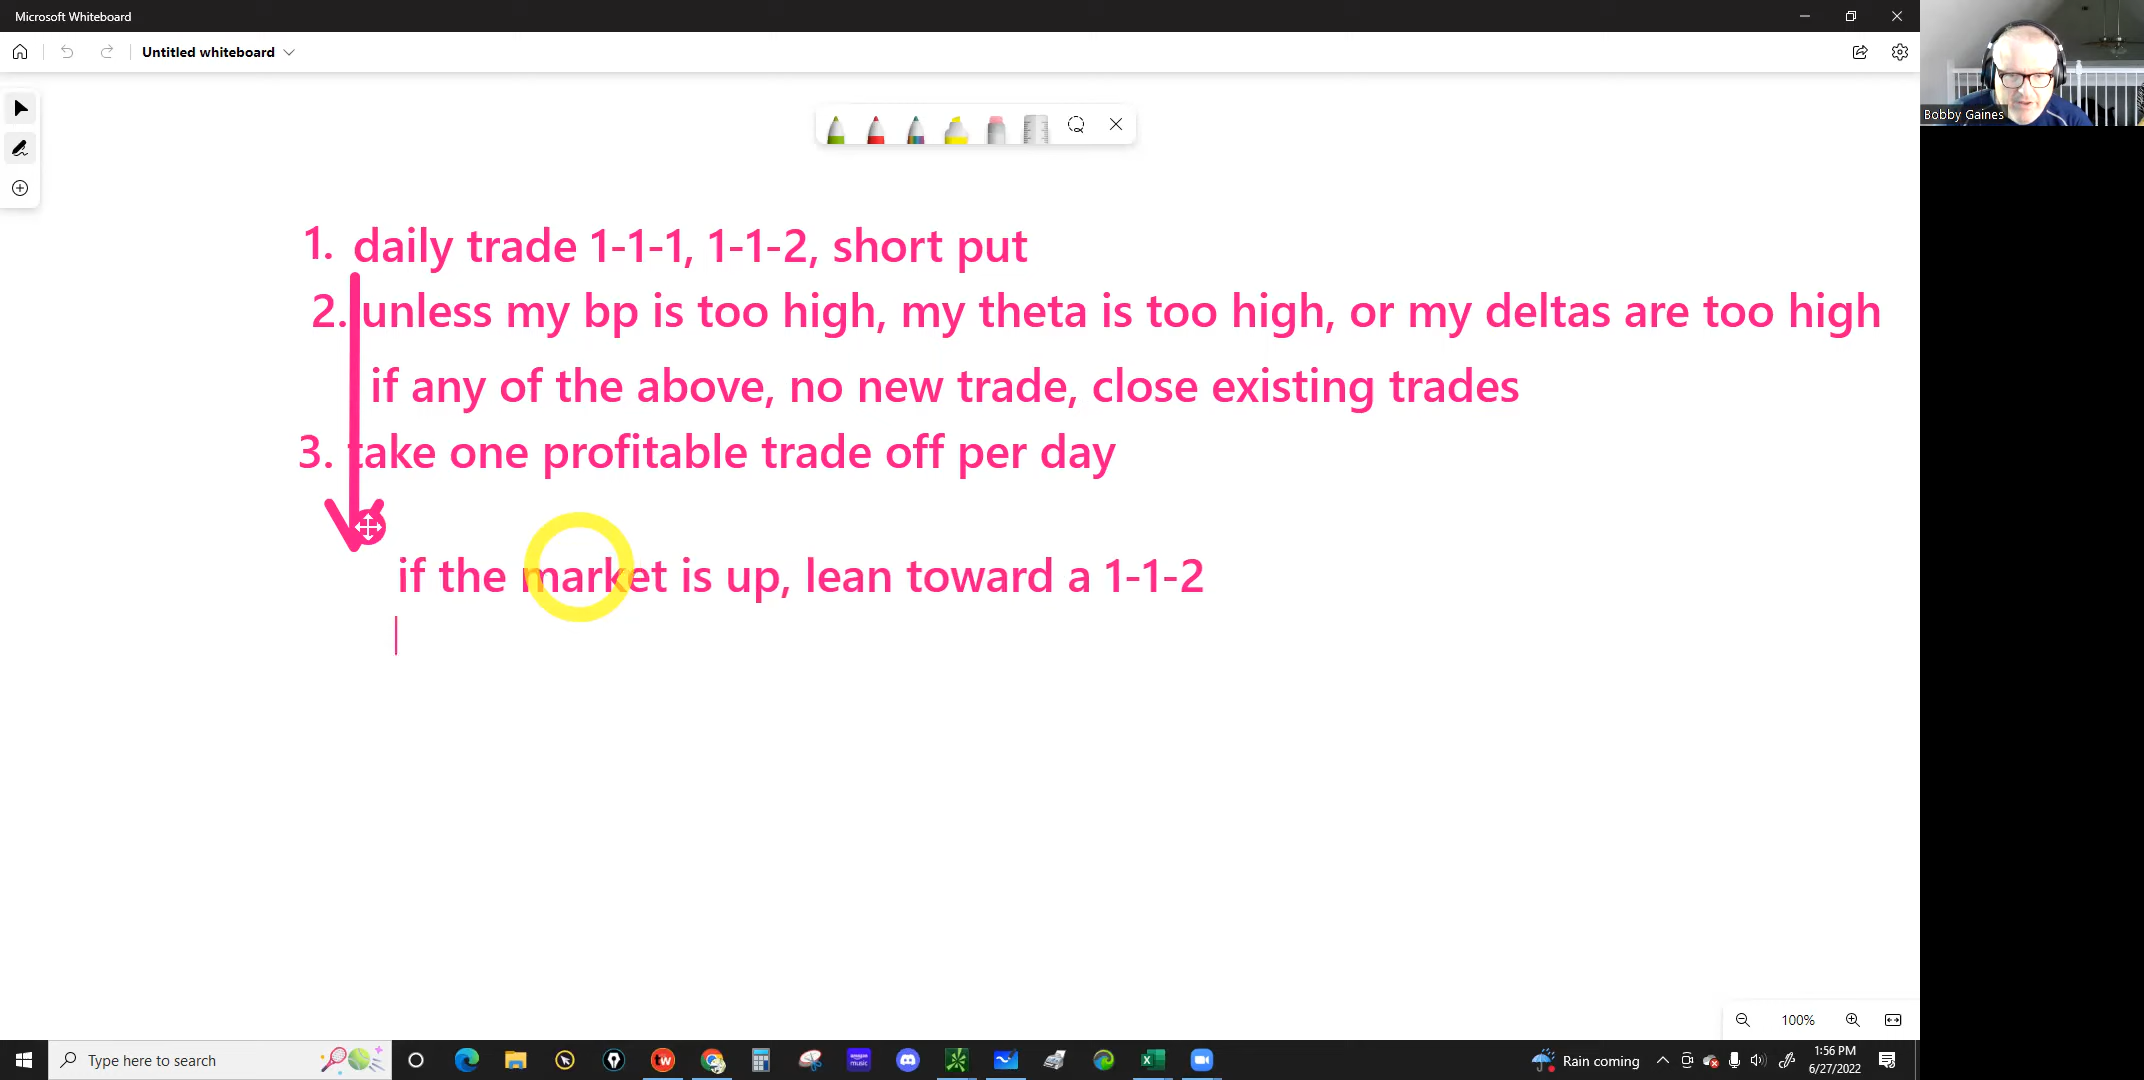 Microsoft Whiteboard
Untitled whiteboard
Bobby Gaines
1. daily trade 1-1-1, 1-1-2, short put
2. unless my bp is too high, my theta is too high, or my deltas are too high
if any of the above, no new trade, close existing trades
3. take one profitable trade off per day
if the market is up, lean toward a 1-1-2
100%
Type here to search
amazon music
Rain coming
1:56 PM
6/27/2022